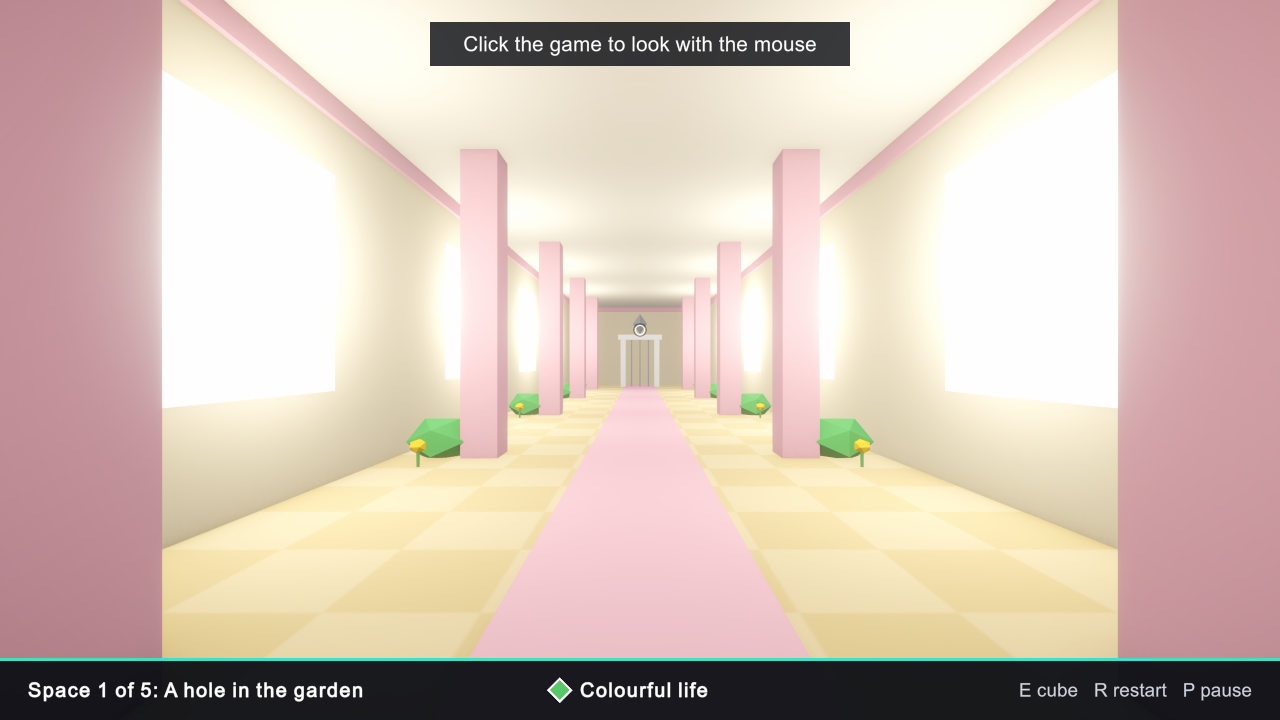 Click the game to look with the mouse
Space 1 of 5: A hole in the garden
Colourful life
E cube R restart P pause